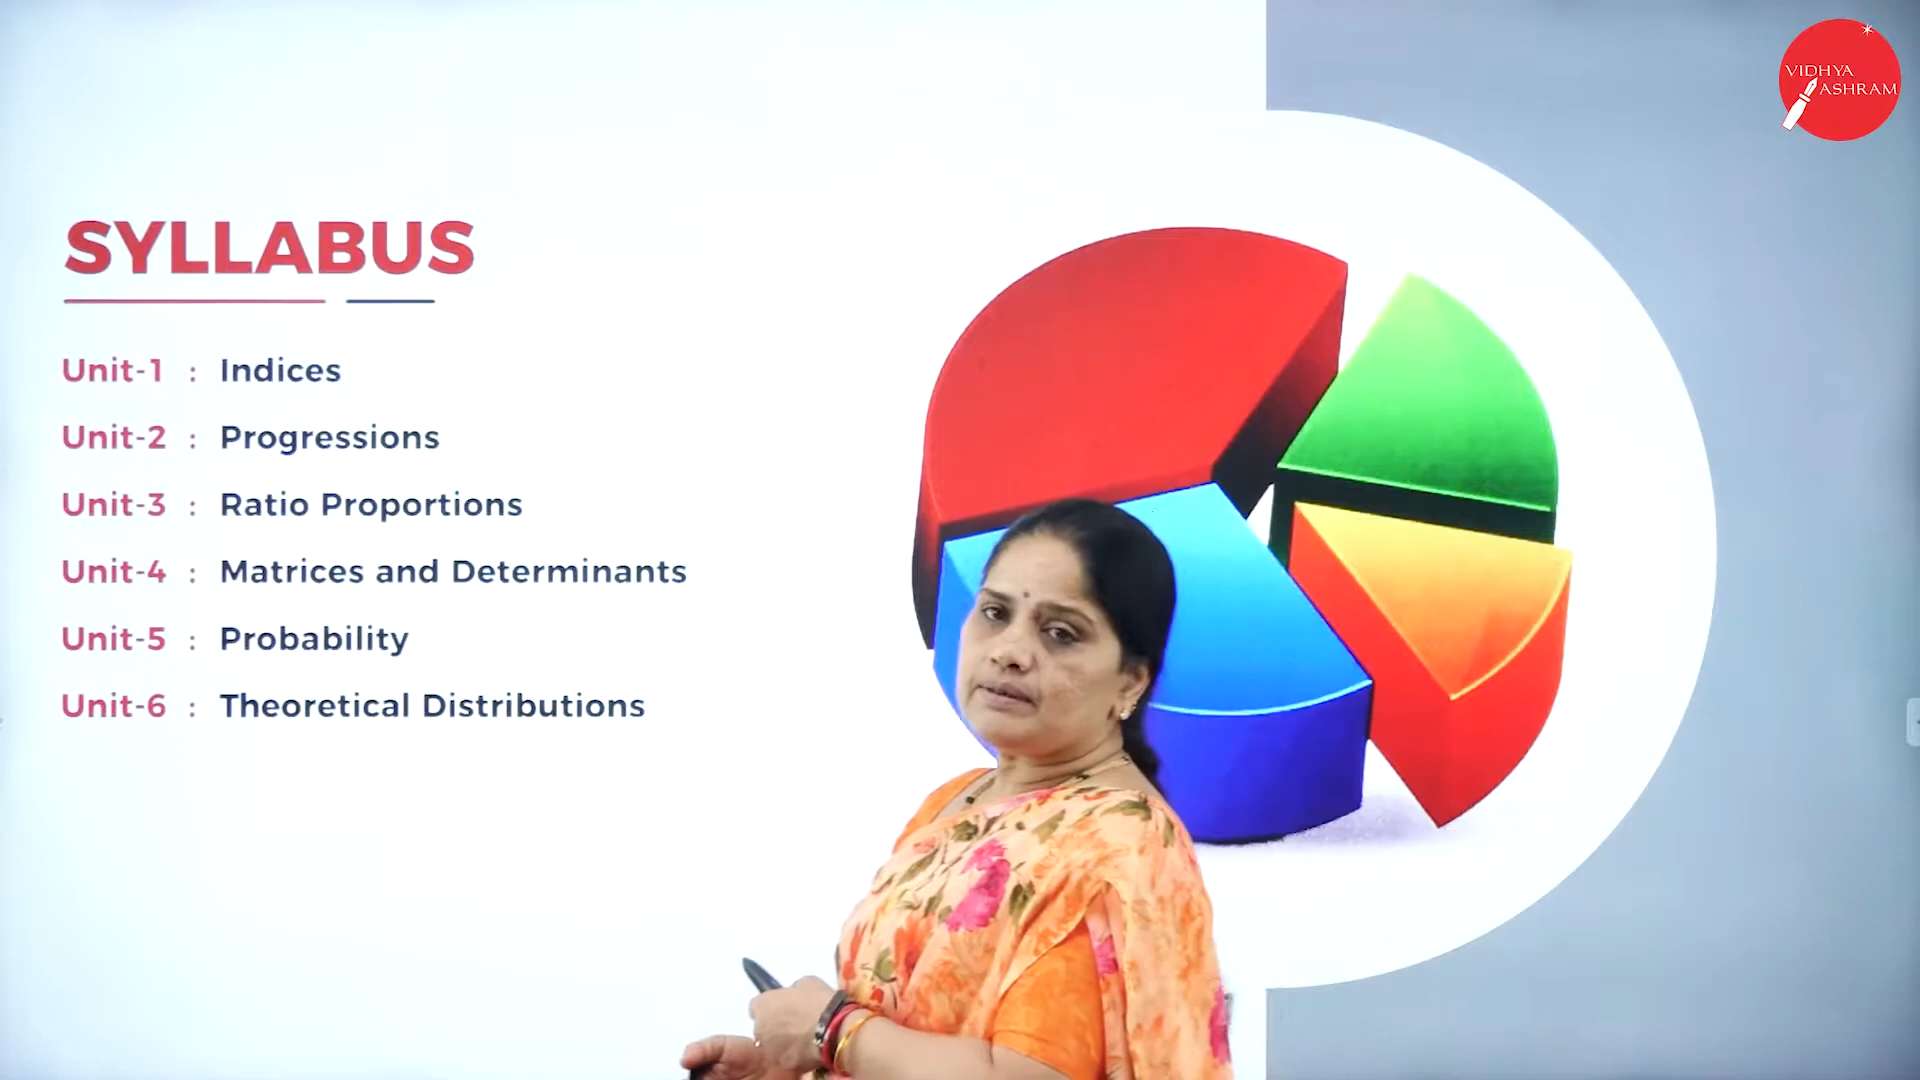 VIDHYA
ASHRAM
SYLLABUS
Unit-1 : Indices
Unit-2 : Progressions
Unit-3 : Ratio Proportions
Unit-4 : Matrices and Determinants
Unit-5 : Probability
Unit-6 : Theoretical Distributions